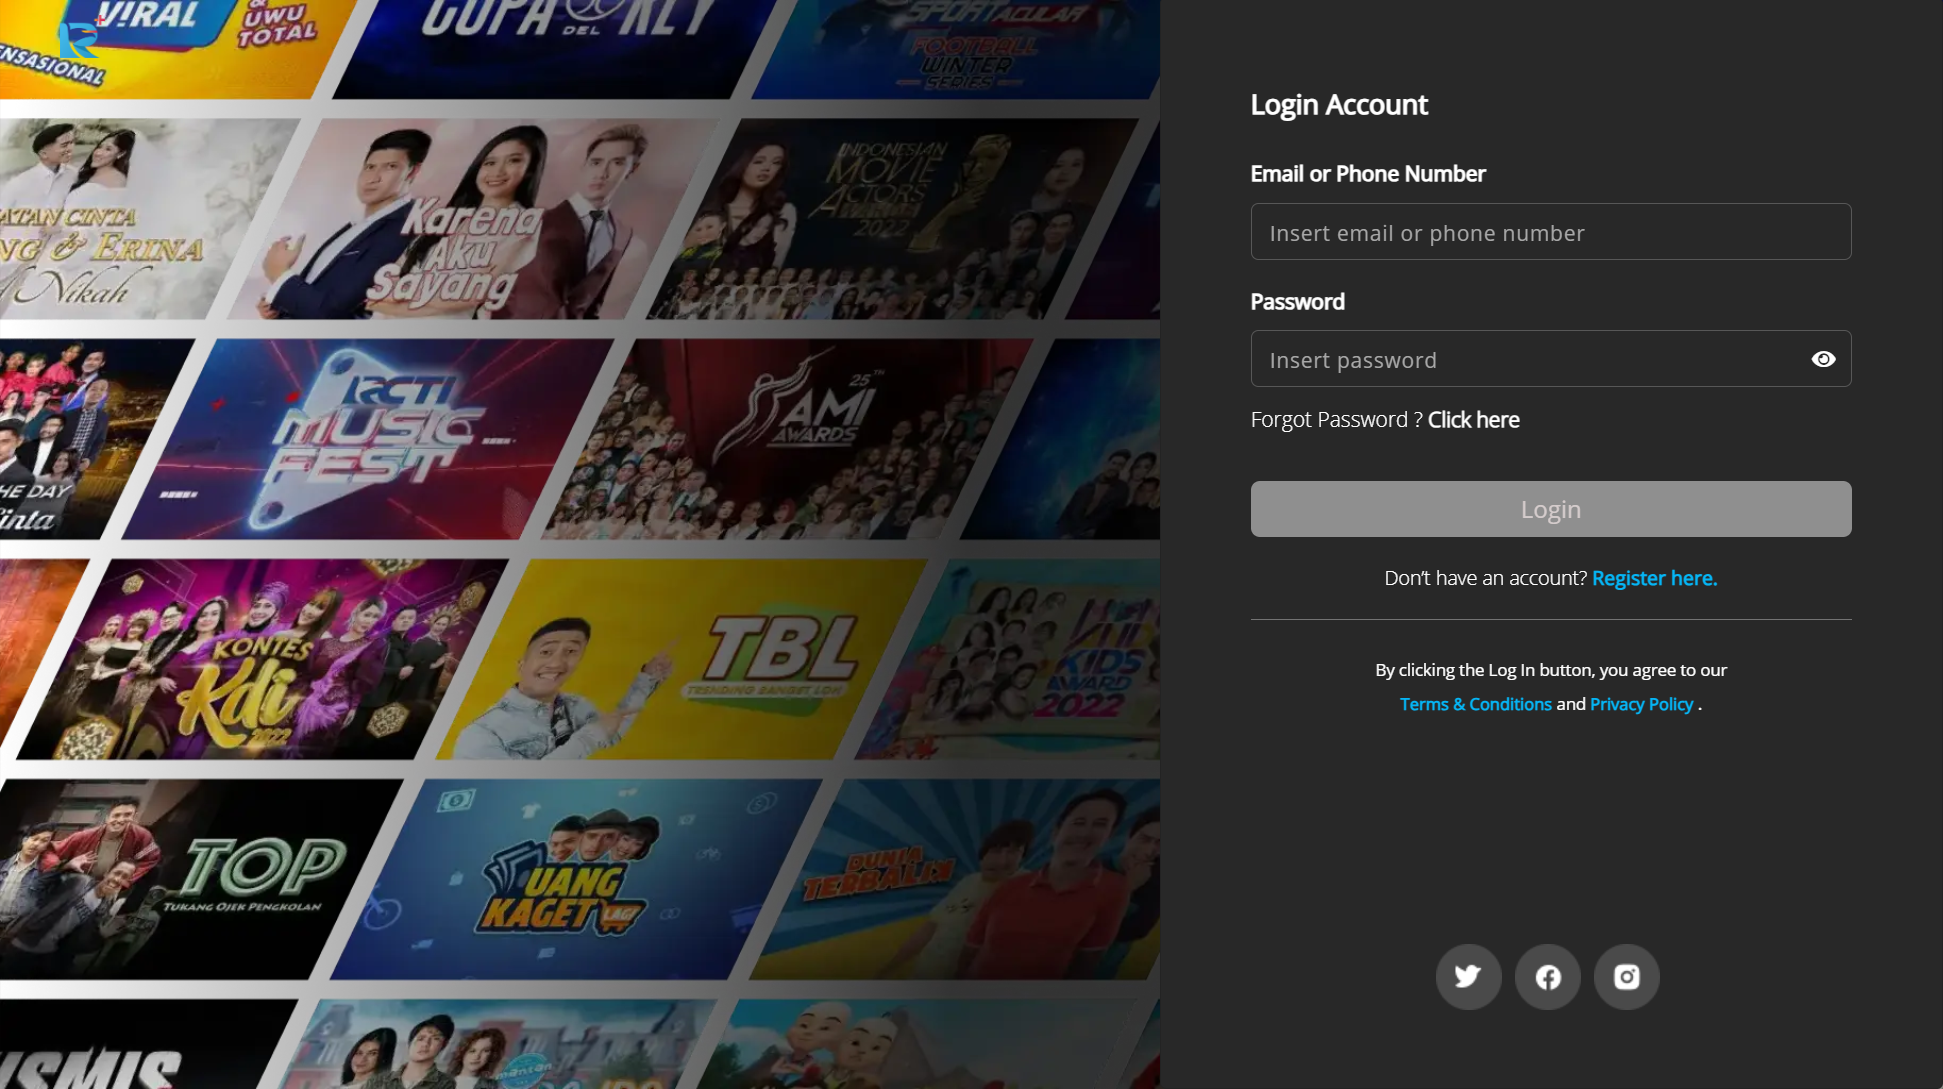 VIRAL
& UWU
TOTAL
ENSASIONAL
R+
COPA DEL REY
SPORTACULAR
FOOTBALL
WINTER
SERIES
ATAN CINTA
NG & ERINA
Nikah
Karena
Aku
Sayang
INDONESIAN
MOVIE
ACTORS
AWARDS
2022
HE DAY
Cinta
RCTI
MUSIC
FEST
25TH
AMI
AWARDS
KONTES
Kdi
2022
TBL
TRENDING BANGET LOH
KIDS
AWARD
2022
TOP
TUKANG OJEK PENGKOLAN
UANG
KAGET
LAGI
DUNIA
TERBALIK
Login Account
Email or Phone Number
Insert email or phone number
Password
Insert password
Forgot Password ? Click here
Login
Don't have an account? Register here.
By clicking the Log In button, you agree to our
Terms & Conditions and Privacy Policy .